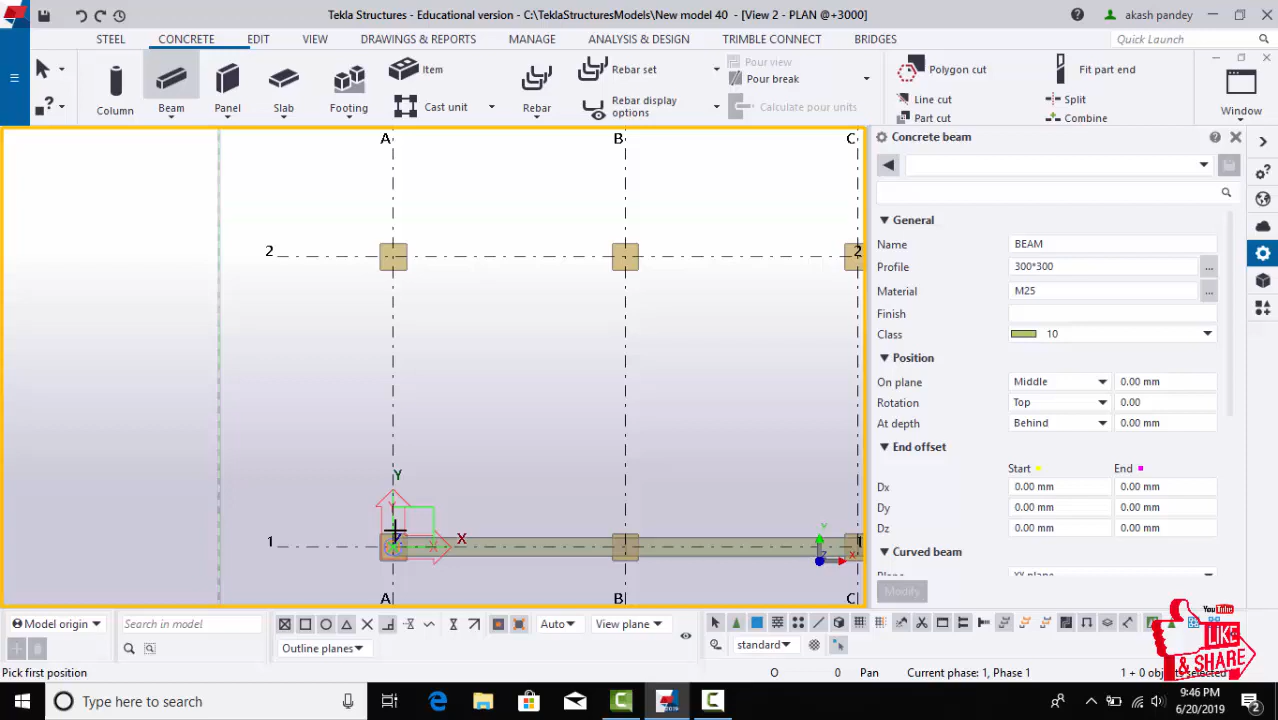 Tekla Structures - Educational version - C:\TeklaStructuresModels\New model 40 - [View 2 - PLAN @+3000]
akash pandey
STEEL CONCRETE EDIT VIEW DRAWINGS & REPORTS MANAGE ANALYSIS & DESIGN TRIMBLE CONNECT BRIDGES Quick Launch
Column Beam Panel Slab Footing Item Cast unit Rebar Rebar set Rebar display options Pour view Pour break Calculate pour units Polygon cut Line cut Part cut Fit part end Split Combine Window
A B C
2 2
Y
X
Z
Y
X
1 1
A B C
Concrete beam
General
Name BEAM
Profile 300*300 ...
Material M25 ...
Finish
Class 10
Position
On plane Middle 0.00 mm
Rotation Top 0.00
At depth Behind 0.00 mm
End offset
Start End
Dx 0.00 mm 0.00 mm
Dy 0.00 mm 0.00 mm
Dz 0.00 mm 0.00 mm
Curved beam
Modify
Model origin Search in model Auto View plane
Outline planes standard
Pick first position O 0 Pan Current phase: 1, Phase 1 1 + 0 objects selected
You Tube
LIKE
& SHARE
Type here to search
9:46 PM
6/20/2019
2